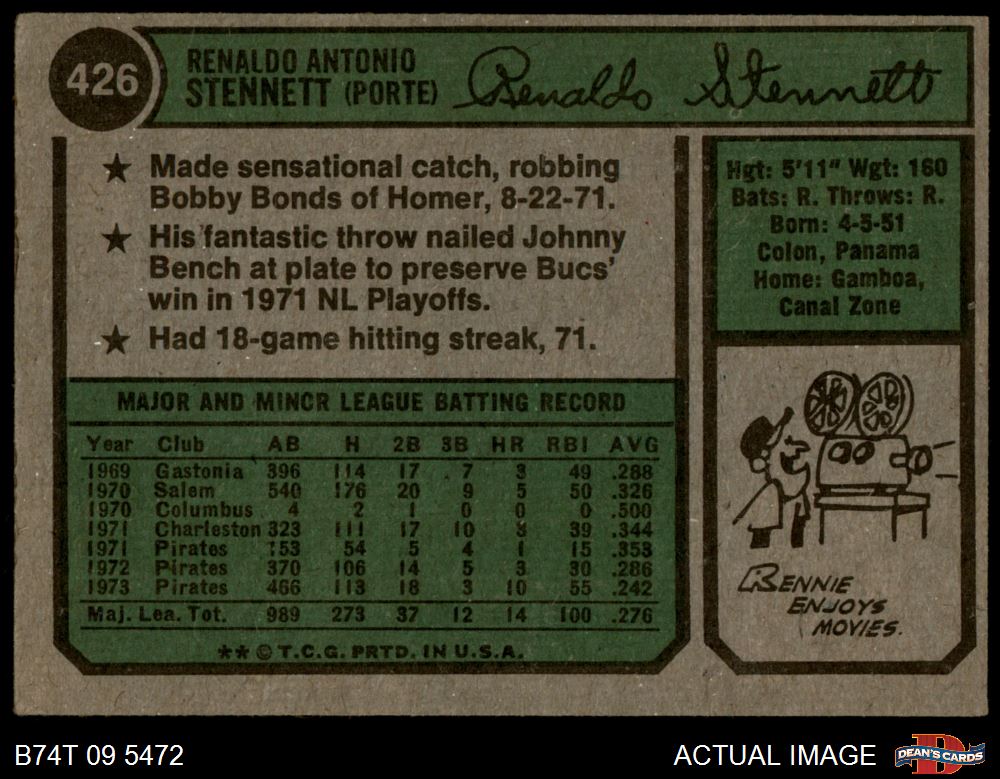 426
RENALDO ANTONIO
STENNETT (PORTE)
Renaldo Stennett
★ Made sensational catch, robbing
Bobby Bonds of Homer, 8-22-71.
★ His fantastic throw nailed Johnny
Bench at plate to preserve Bucs'
win in 1971 NL Playoffs.
★ Had 18-game hitting streak, 71.
MAJOR AND MINOR LEAGUE BATTING RECORD
Year Club AB H 2B 3B HR RBI AVG
1969 Gastonia 396 114 17 7 3 49 .288
1970 Salem 540 176 20 9 5 50 .326
1970 Columbus 4 2 1 0 0 0 .500
1971 Charleston 323 111 17 10 3 39 .344
1971 Pirates 153 54 5 4 1 15 .353
1972 Pirates 370 106 14 5 3 30 .286
1973 Pirates 466 113 18 3 10 55 .242
Maj. Lea. Tot. 989 273 37 12 14 100 .276
** © T.C.G. PRTD. IN U.S.A.
Hgt: 5'11" Wgt: 160
Bats: R. Throws: R.
Born: 4-5-51
Colon, Panama
Home: Gamboa,
Canal Zone
RENNIE
ENJOYS
MOVIES.
B74T 09 5472
ACTUAL IMAGE
D
DEAN'S CARDS